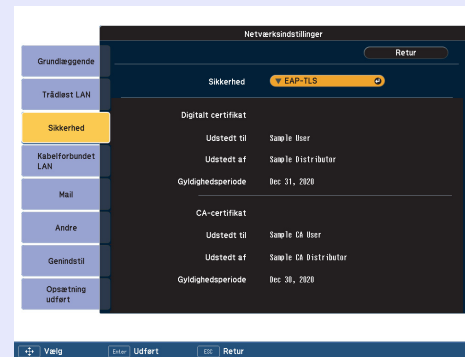 Netværksindstillinger
Retur
Grundlæggende
Trådløst LAN
Sikkerhed
Kabelforbundet
LAN
Mail
Andre
Genindstil
Opsætning
udført
Sikkerhed
▼ EAP-TLS
Digitalt certifikat
Udstedt til Sample User
Udstedt af Sample Distributor
Gyldighedsperiode Dec 31, 2020
CA-certifikat
Udstedt til Sample CA User
Udstedt af Sample CA Distributor
Gyldighedsperiode Dec 30, 2020
Vælg Enter Udført ESC Retur